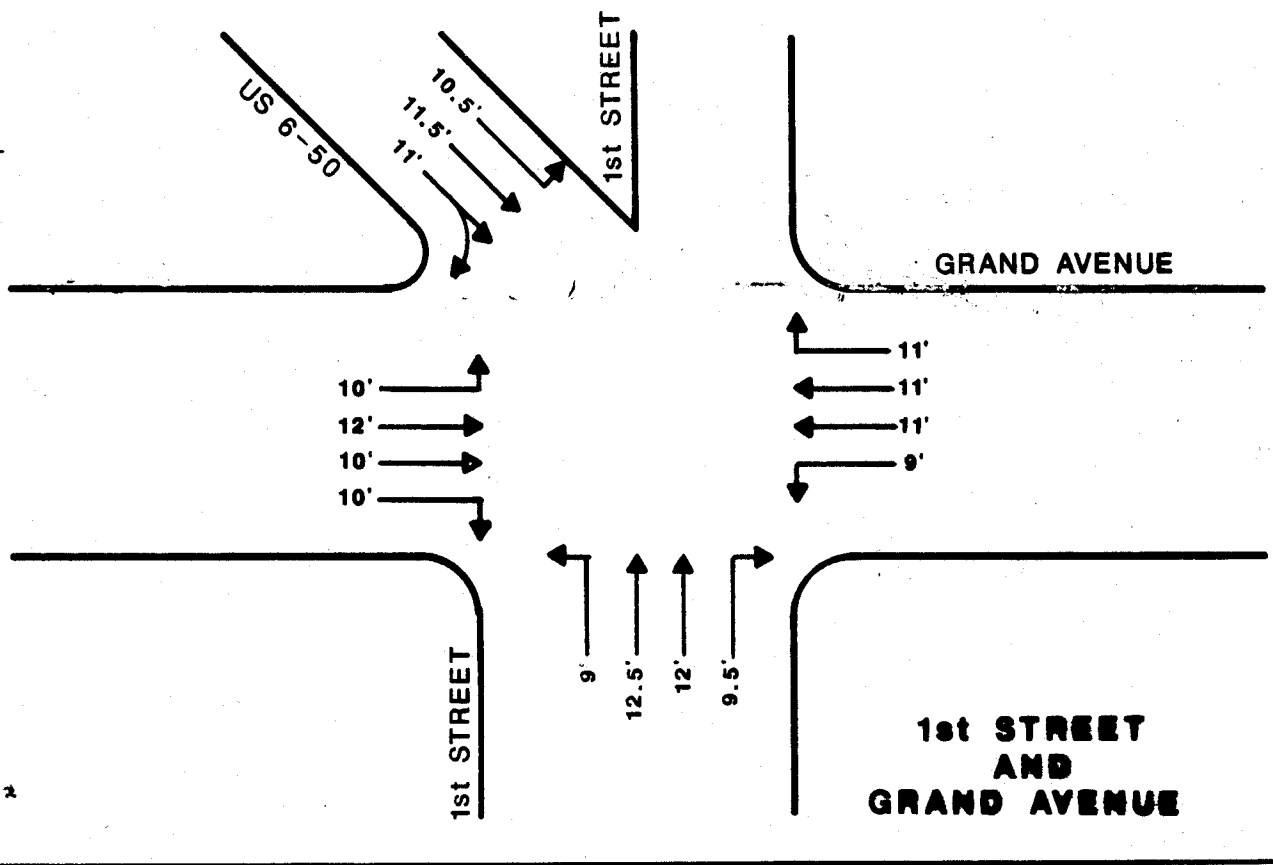 US 6-50
10.5'
11.5'
11'
1st STREET
GRAND AVENUE
10'
12'
10'
10'
11'
11'
11'
9'
9'
12.5'
12'
9.5'
1st STREET
1st STREET
AND
GRAND AVENUE